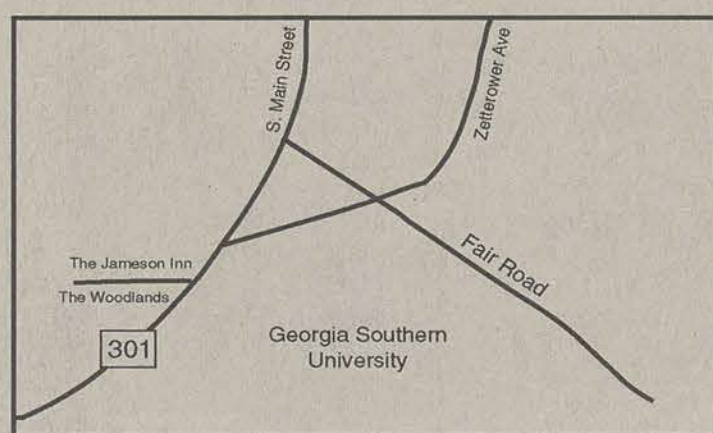 S. Main Street
Zetterower Ave
The Jameson Inn
The Woodlands
Fair Road
301
Georgia Southern
University